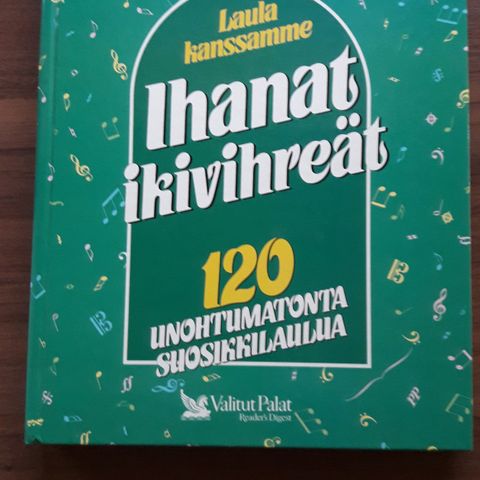 Laula
kanssamme
Ihanat
ikivihreät
120
UNOHTUMATONTA
SUOSIKKILAULUA
Valitut Palat
Reader's Digest